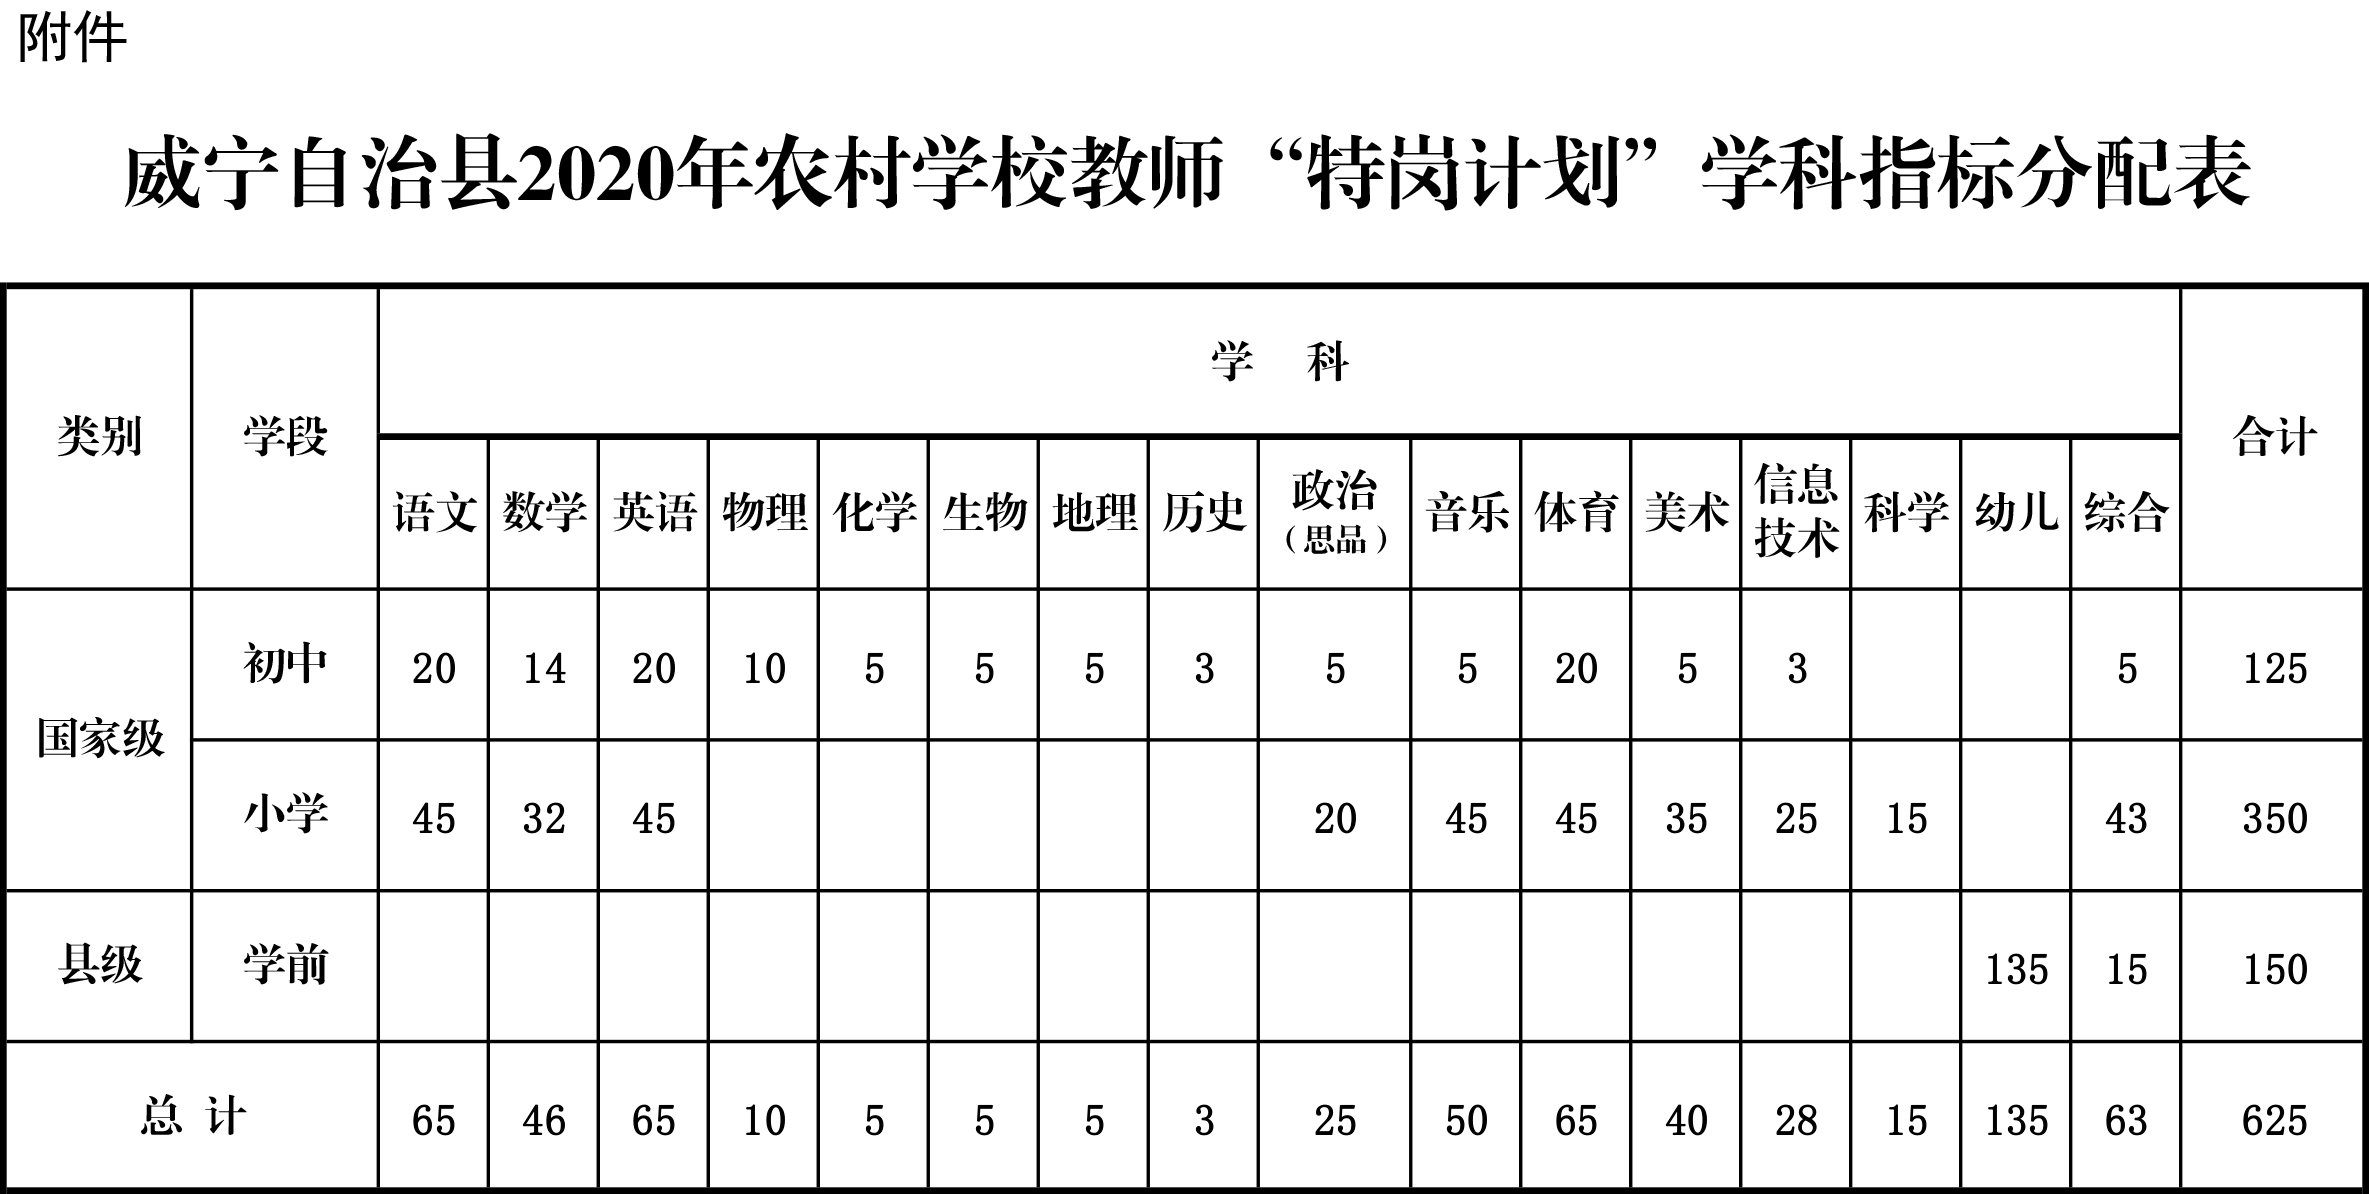 附件
威宁自治县2020年农村学校教师“特岗计划”学科指标分配表
类别 学段 学 科 合计
语文 数学 英语 物理 化学 生物 地理 历史 政治（思品） 音乐 体育 美术 信息技术 科学 幼儿 综合
国家级 初中 20 14 20 10 5 5 5 3 5 5 20 5 3 5 125
小学 45 32 45 20 45 45 35 25 15 43 350
县级 学前 135 15 150
总 计 65 46 65 10 5 5 5 3 25 50 65 40 28 15 135 63 625